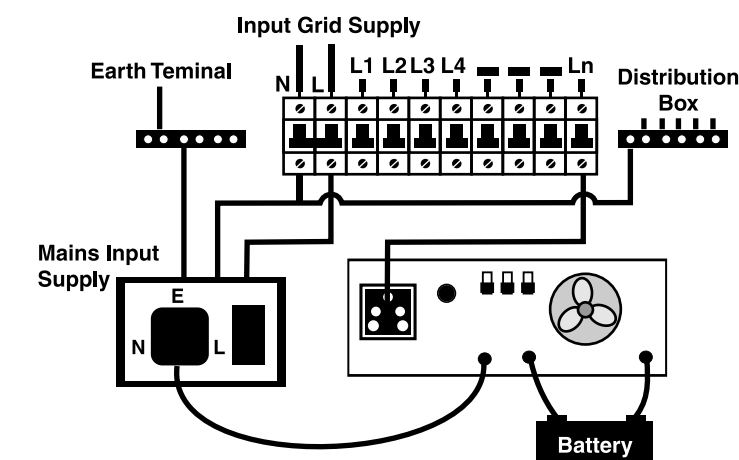 Input Grid Supply
Earth Teminal
N L L1 L2 L3 L4 Ln
Distribution
Box
Mains Input
Supply
E
N L
Battery